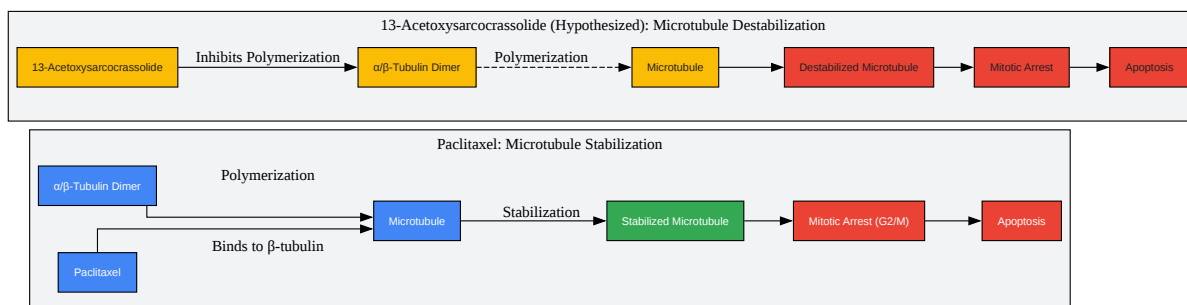 13-Acetoxysarcocrassolide (Hypothesized): Microtubule Destabilization
13-Acetoxysarcocrassolide
Inhibits Polymerization
α/β-Tubulin Dimer
Polymerization
Microtubule
Destabilized Microtubule
Mitotic Arrest
Apoptosis
Paclitaxel: Microtubule Stabilization
α/β-Tubulin Dimer
Polymerization
Microtubule
Stabilization
Stabilized Microtubule
Mitotic Arrest (G2/M)
Apoptosis
Binds to β-tubulin
Paclitaxel